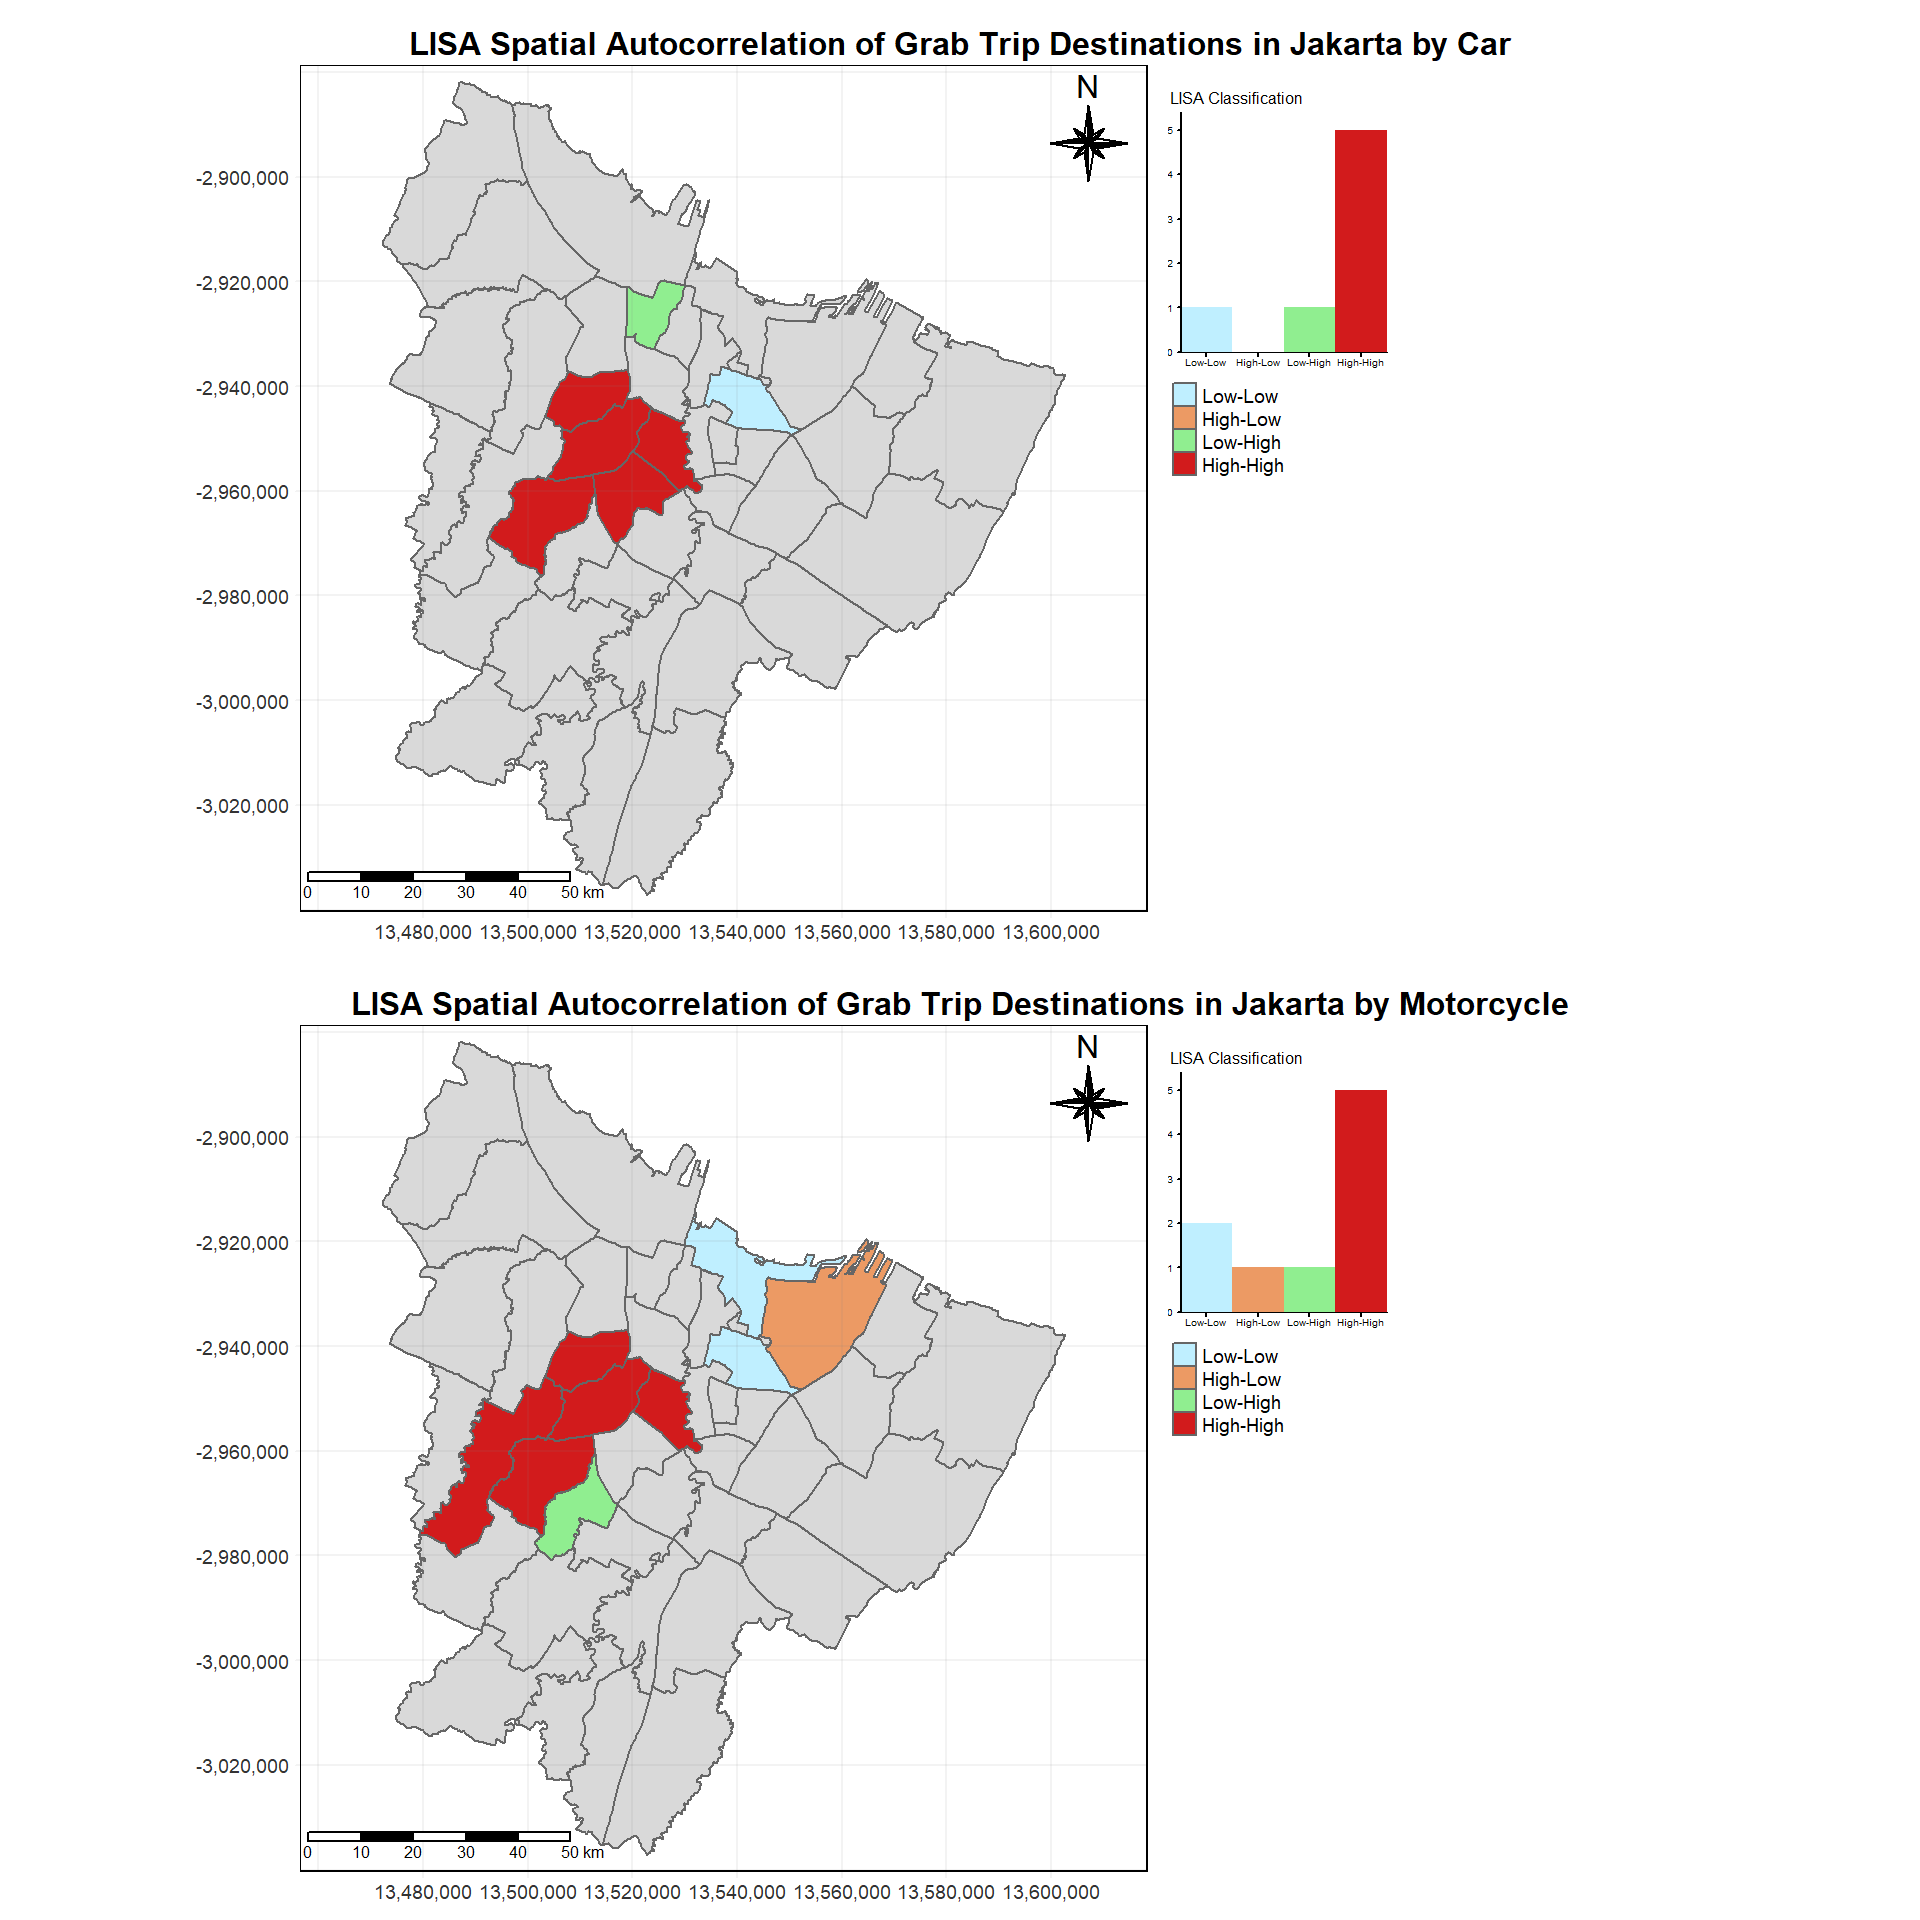 LISA Spatial Autocorrelation of Grab Trip Destinations in Jakarta by Car
N
LISA Classification
5
4
3
2
1
0
Low-Low High-Low Low-High High-High
Low-Low
High-Low
Low-High
High-High
-2,900,000
-2,920,000
-2,940,000
-2,960,000
-2,980,000
-3,000,000
-3,020,000
0 10 20 30 40 50 km
13,480,000 13,500,000 13,520,000 13,540,000 13,560,000 13,580,000 13,600,000
LISA Spatial Autocorrelation of Grab Trip Destinations in Jakarta by Motorcycle
N
LISA Classification
5
4
3
2
1
0
Low-Low High-Low Low-High High-High
Low-Low
High-Low
Low-High
High-High
-2,900,000
-2,920,000
-2,940,000
-2,960,000
-2,980,000
-3,000,000
-3,020,000
0 10 20 30 40 50 km
13,480,000 13,500,000 13,520,000 13,540,000 13,560,000 13,580,000 13,600,000